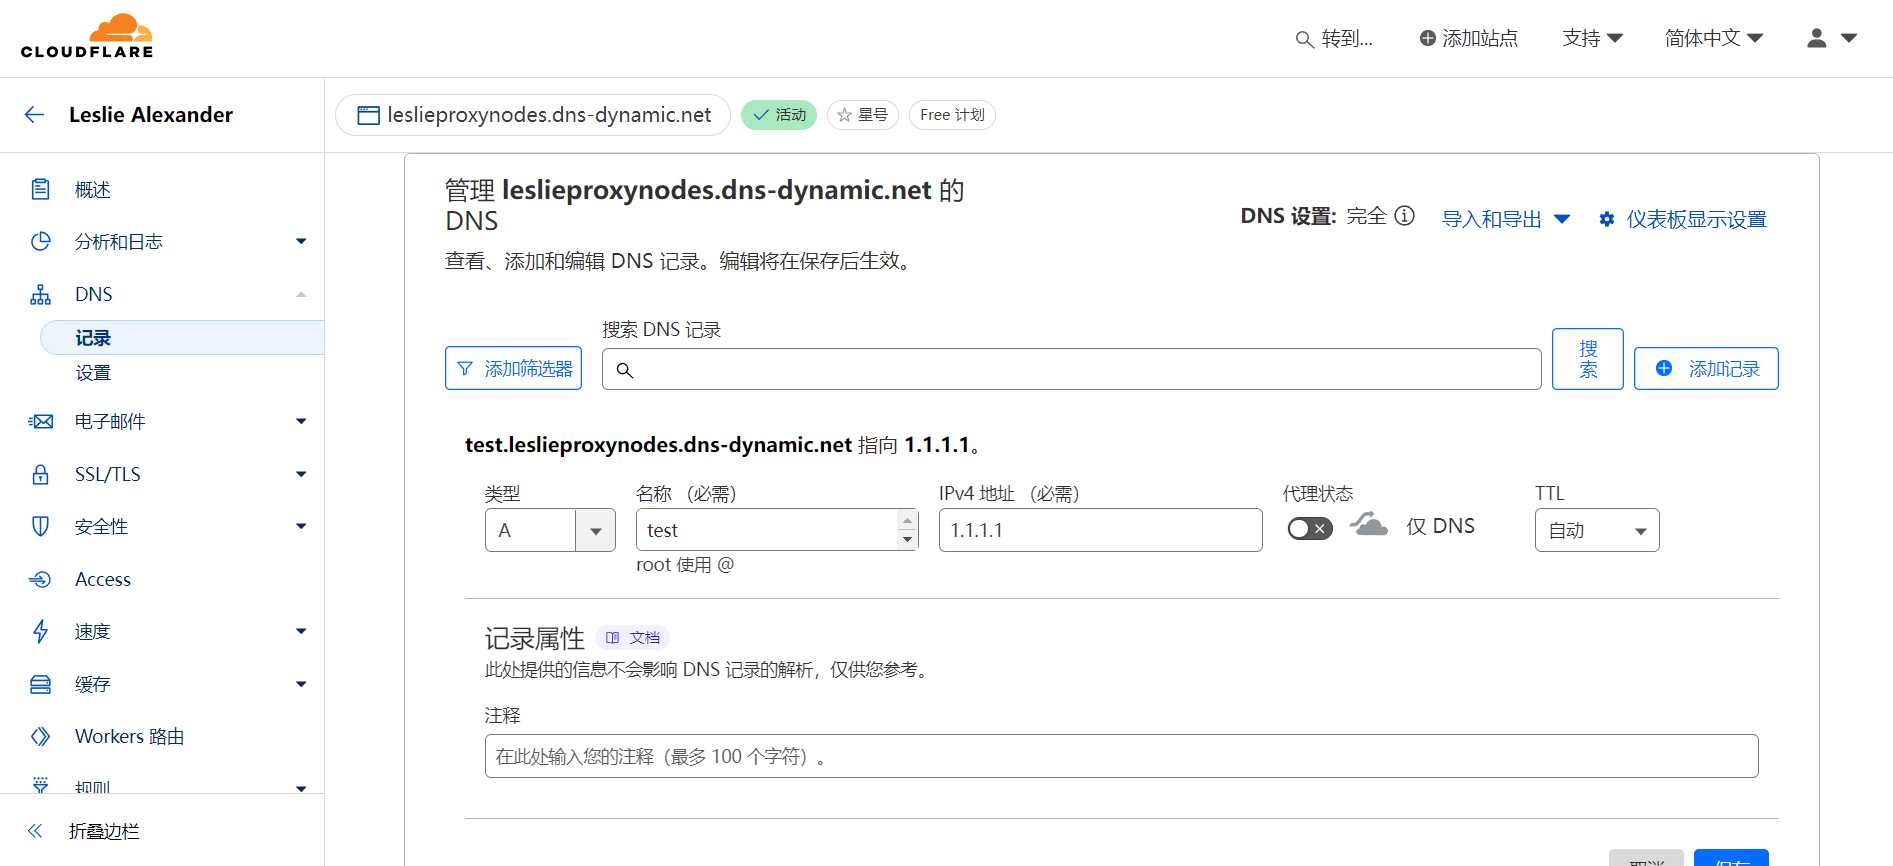 CLOUDFLARE
转到...
添加站点
支持
简体中文
Leslie Alexander
leslieproxynodes.dns-dynamic.net
活动
星号
Free 计划
概述
分析和日志
DNS
记录
设置
电子邮件
SSL/TLS
安全性
Access
速度
缓存
Workers 路由
规则
折叠边栏
管理 leslieproxynodes.dns-dynamic.net 的
DNS
查看、添加和编辑 DNS 记录。编辑将在保存后生效。
DNS 设置: 完全
导入和导出
仪表板显示设置
搜索 DNS 记录
添加筛选器
搜
索
添加记录
test.leslieproxynodes.dns-dynamic.net 指向 1.1.1.1。
类型
名称 （必需）
IPv4 地址 （必需）
代理状态
TTL
A
test
1.1.1.1
仅 DNS
自动
root 使用 @
记录属性
文档
此处提供的信息不会影响 DNS 记录的解析，仅供您参考。
注释
在此处输入您的注释（最多 100 个字符）。
取消
保存